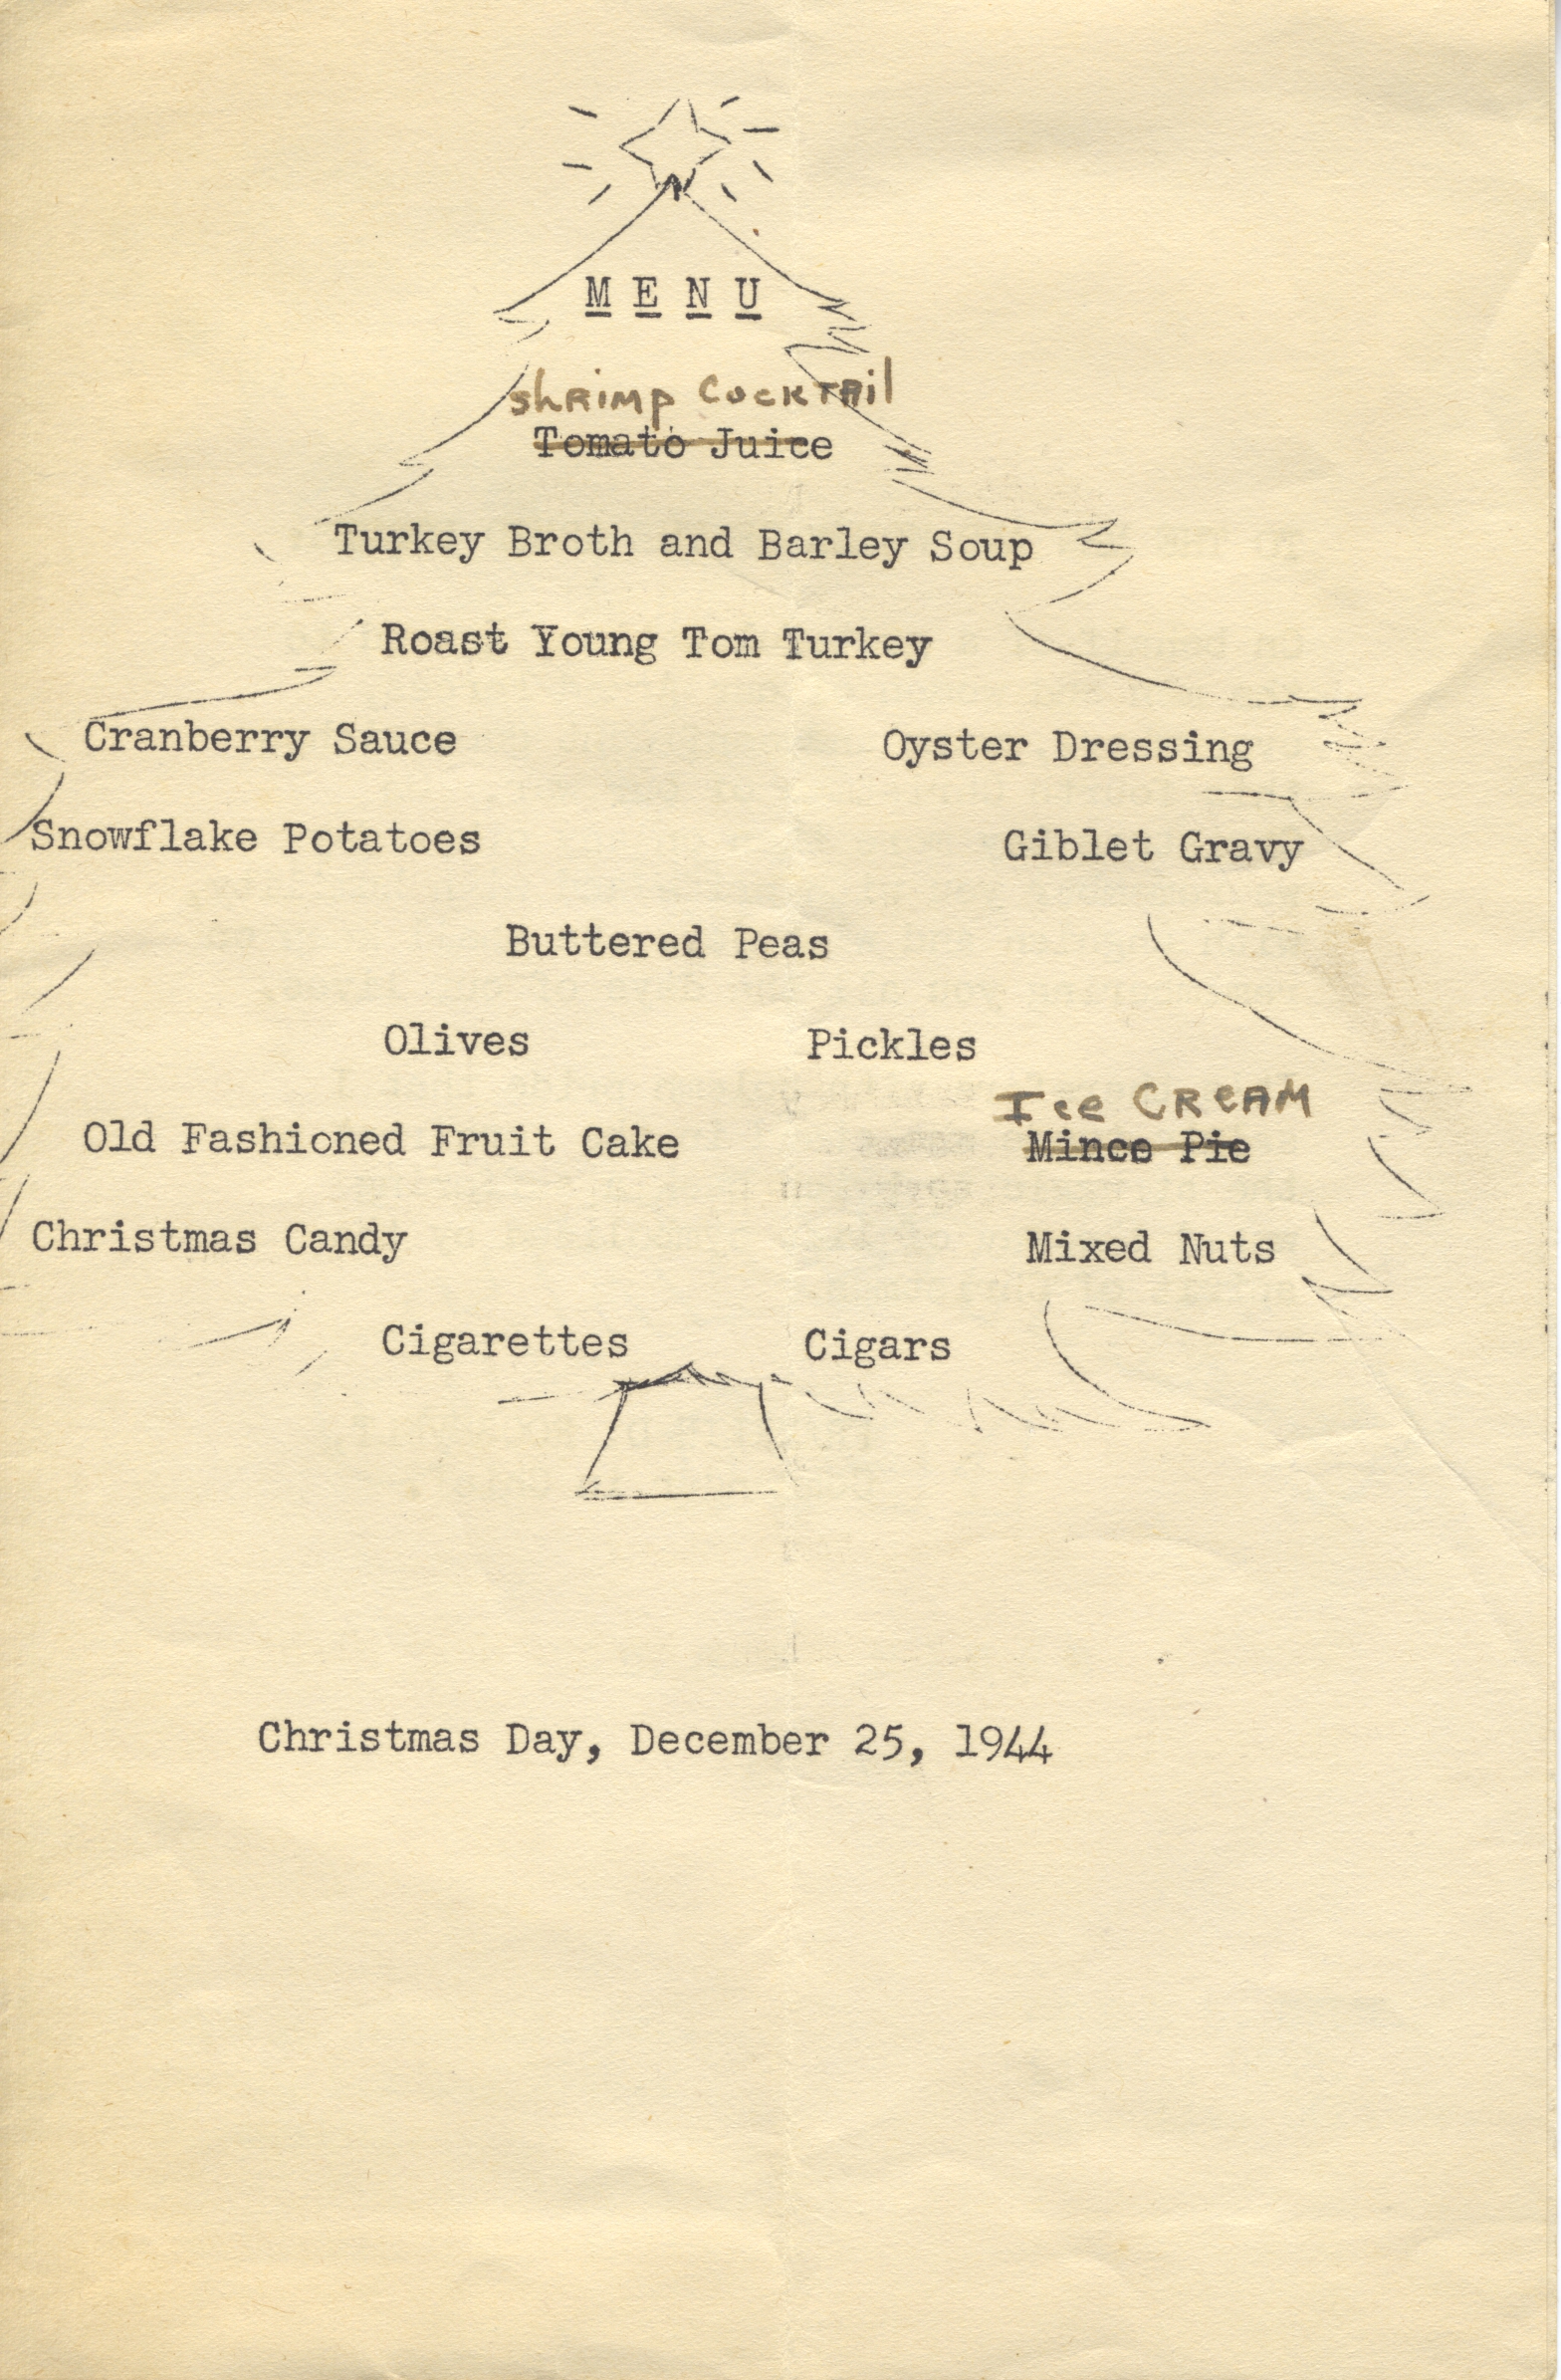 M E N U
shRimp CockTAil
Tomato Juice
Turkey Broth and Barley Soup
Roast Young Tom Turkey
Cranberry Sauce Oyster Dressing
Snowflake Potatoes Giblet Gravy
Buttered Peas
Olives Pickles
Ice CReAM
Old Fashioned Fruit Cake Mince Pie
Christmas Candy Mixed Nuts
Cigarettes Cigars
Christmas Day, December 25, 1944